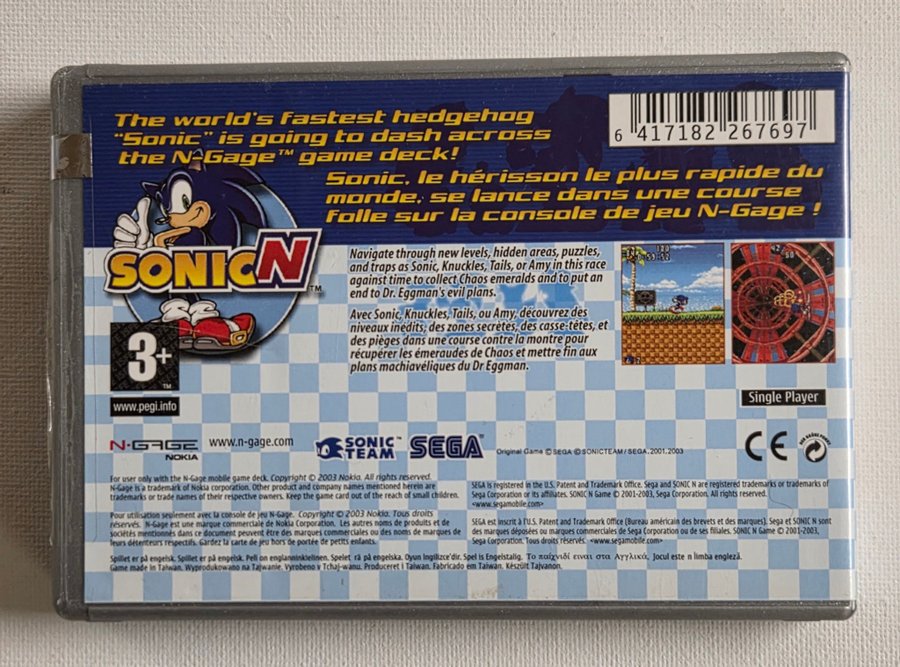 The world's fastest hedgehog
"Sonic" is going to dash across
the N-Gage™ game deck!
6 417182 267697
Sonic, le hérisson le plus rapide du
monde, se lance dans une course
folle sur la console de jeu N-Gage !
SONIC N™
Navigate through new levels, hidden areas, puzzles,
and traps as Sonic, Knuckles, Tails, or Amy in this race
against time to collect Chaos emeralds and to put an
end to Dr. Eggman's evil plans.
Avec Sonic, Knuckles, Tails, ou Amy, découvrez des
niveaux inédits, des zones secrètes, des casse-têtes, et
des pièges dans une course contre la montre pour
récupérer les émeraudes de Chaos et mettre fin aux
plans machiavéliques du Dr Eggman.
3+™
www.pegi.info
Single Player
N-GAGE
NOKIA
www.n-gage.com
SONIC TEAM™
SEGA
Original Game © SEGA © SONICTEAM / SEGA, 2001, 2003
CE
For use only with the N-Gage mobile game deck. Copyright © 2003 Nokia. All rights reserved.
N-Gage is a trademark of Nokia corporation. Other product and company names mentioned herein are
trademarks or trade names of their respective owners. Keep the game card out of the reach of small children.
SEGA is registered in the U.S. Patent and Trademark Office. Sega and SONIC N are registered trademarks or trademarks of
Sega Corporation or its affiliates. SONIC N Game © 2001-2003, Sega Corporation. All rights reserved.
<www.segamobile.com>
Pour utilisation seulement avec la console de jeu N-Gage. Copyright © 2003 Nokia. Tous droits
réservés. N-Gage est une marque commerciale de Nokia Corporation. Les autres noms de produits et de
sociétés mentionnés dans ce document peuvent être des marques commerciales ou des noms de marques de
leurs détenteurs respectifs. Gardez la carte de jeu hors de portée de petits enfants.
SEGA est inscrit à l'U.S. Patent and Trademark Office (Bureau américain des brevets et des marques). Sega et SONIC N sont
des marques déposées ou marques commerciales de Sega Corporation ou de ses filiales. SONIC N Game © 2001-2003,
Sega Corporation. Tous droits réservés. <www.segamobile.com>
Spillet er på engelsk. Spillet er på engelsk. Peli on englanninkielinen. Spelet rå på engelska. Oyun Ingilizce'dir. Spel is Engelstalig. Το παιχνίδι ειναι στα Αγγλικά. Jocul este n limba engleză.
Game made in Taiwan. Wyprodukowano na Tajwanie. Vyrobeno v Tchaj-wanu. Produceret i Taiwan. Fabricado em Taiwan. Készült Tajvanon.